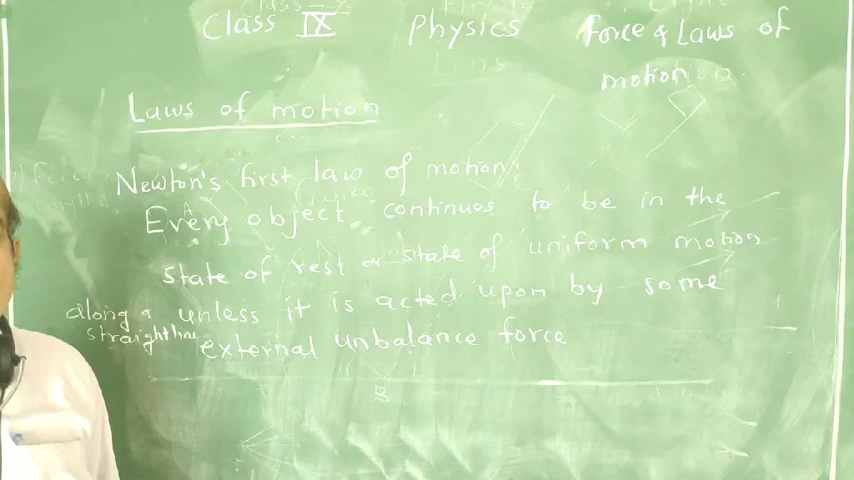 Class IX Physics Force & Laws of
motion
Laws of motion
Newton's first law of motion:
Every object continues to be in the
state of rest or state of uniform motion
along a unless it is acted upon by some
straight line external unbalance force
B